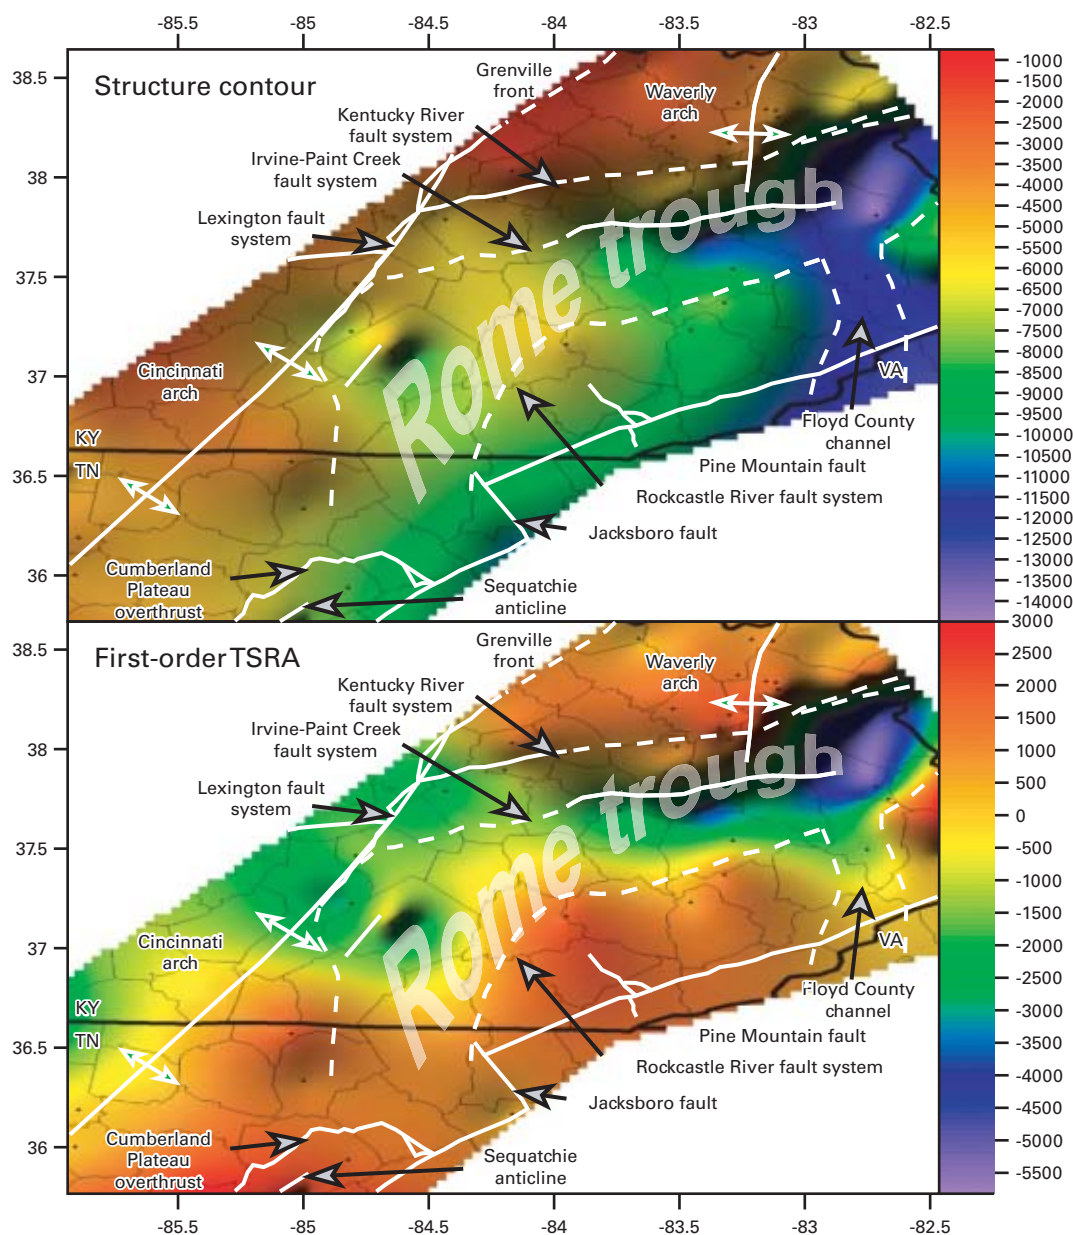 -85.5 -85 -84.5 -84 -83.5 -83 -82.5
38.5
38
37.5
37
36.5
36
Structure contour
Grenville
front
Waverly
arch
Kentucky River
fault system
Irvine-Paint Creek
fault system
Lexington fault
system
Rome trough
Cincinnati
arch
KY
TN
VA
Floyd County
channel
Pine Mountain fault
Rockcastle River fault system
Jacksboro fault
Cumberland
Plateau
overthrust
Sequatchie
anticline
-1000
-1500
-2000
-2500
-3000
-3500
-4000
-4500
-5000
-5500
-6000
-6500
-7000
-7500
-8000
-8500
-9000
-9500
-10000
-10500
-11000
-11500
-12000
-12500
-13000
-13500
-14000
3000
38.5
38
37.5
37
36.5
36
First-order TSRA
Grenville
front
Waverly
arch
Kentucky River
fault system
Irvine-Paint Creek
fault system
Lexington fault
system
Rome trough
Cincinnati
arch
KY
TN
VA
Floyd County
channel
Pine Mountain fault
Rockcastle River fault system
Jacksboro fault
Cumberland
Plateau
overthrust
Sequatchie
anticline
2500
2000
1500
1000
500
0
-500
-1000
-1500
-2000
-2500
-3000
-3500
-4000
-4500
-5000
-5500
-85.5 -85 -84.5 -84 -83.5 -83 -82.5